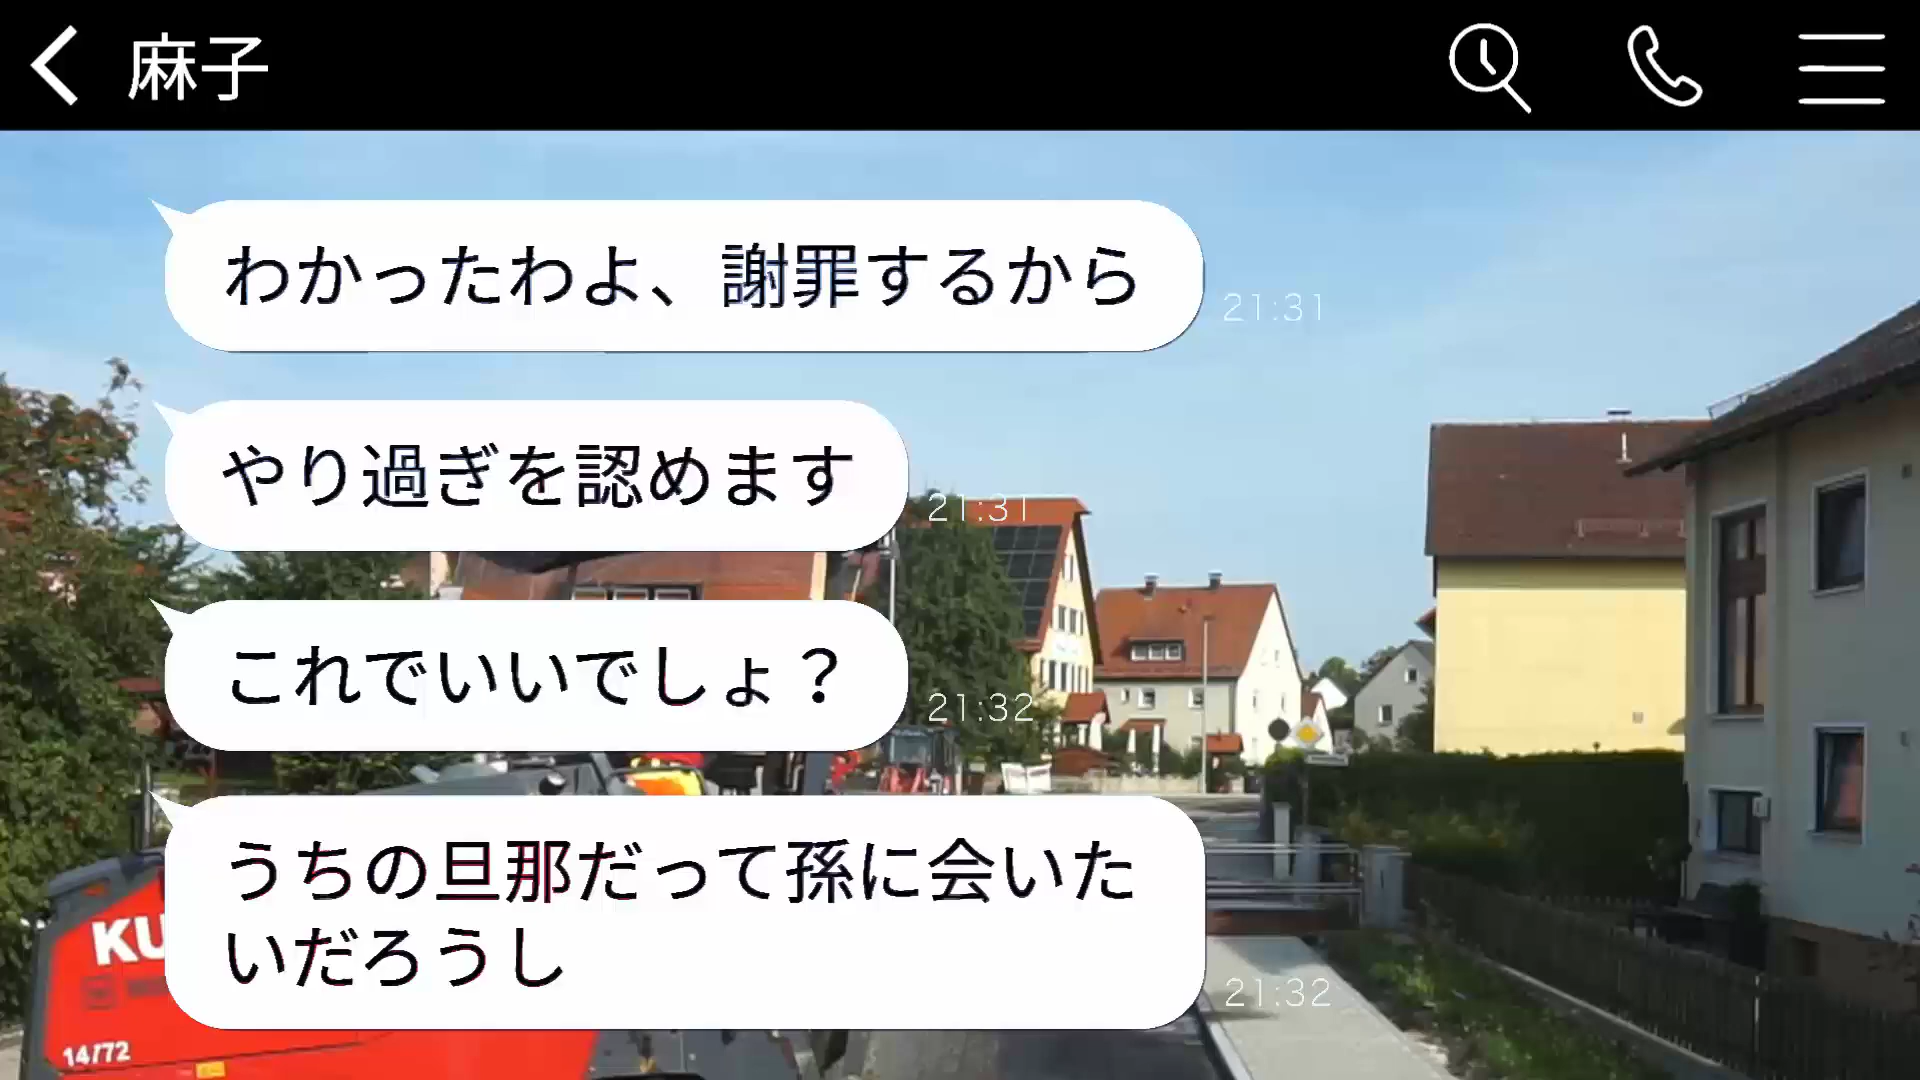 麻子
わかったわよ、謝罪するから
21:31
やり過ぎを認めます
21:31
これでいいでしょ？
21:32
うちの旦那だって孫に会いた
いだろうし
21:32
KU
14/72